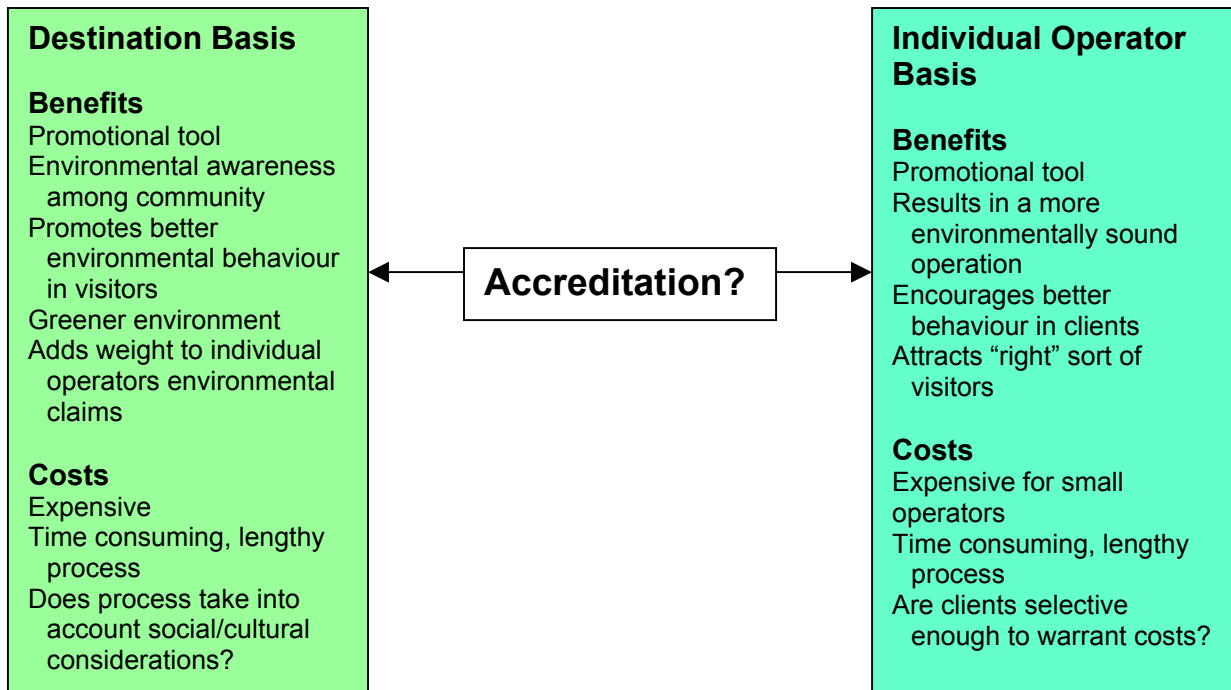 Destination Basis
Benefits
Promotional tool
Environmental awareness
among community
Promotes better
environmental behaviour
in visitors
Greener environment
Adds weight to individual
operators environmental
claims
Costs
Expensive
Time consuming, lengthy
process
Does process take into
account social/cultural
considerations?
Accreditation?
Individual Operator
Basis
Benefits
Promotional tool
Results in a more
environmentally sound
operation
Encourages better
behaviour in clients
Attracts “right” sort of
visitors
Costs
Expensive for small
operators
Time consuming, lengthy
process
Are clients selective
enough to warrant costs?